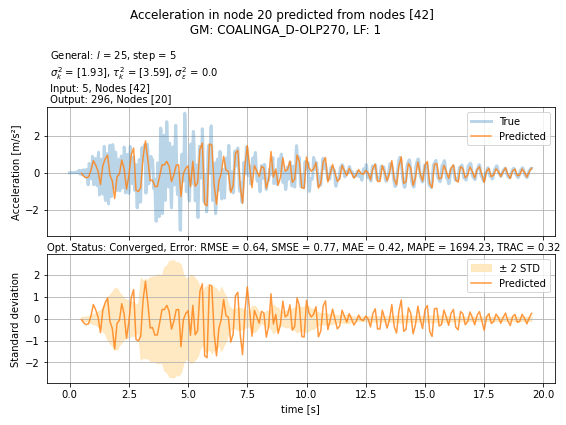 Acceleration in node 20 predicted from nodes [42]
GM: COALINGA_D-OLP270, LF: 1
General: l = 25, step = 5
σ²ₖ = [1.93], τ²ₖ = [3.59], σ²ε = 0.0
Input: 5, Nodes [42]
Output: 296, Nodes [20]
Acceleration [m/s²]
2
0
−2
True
Predicted
Opt. Status: Converged, Error: RMSE = 0.64, SMSE = 0.77, MAE = 0.42, MAPE = 1694.23, TRAC = 0.32
Standard deviation
2
1
0
−1
−2
± 2 STD
Predicted
0.0 2.5 5.0 7.5 10.0 12.5 15.0 17.5 20.0
time [s]